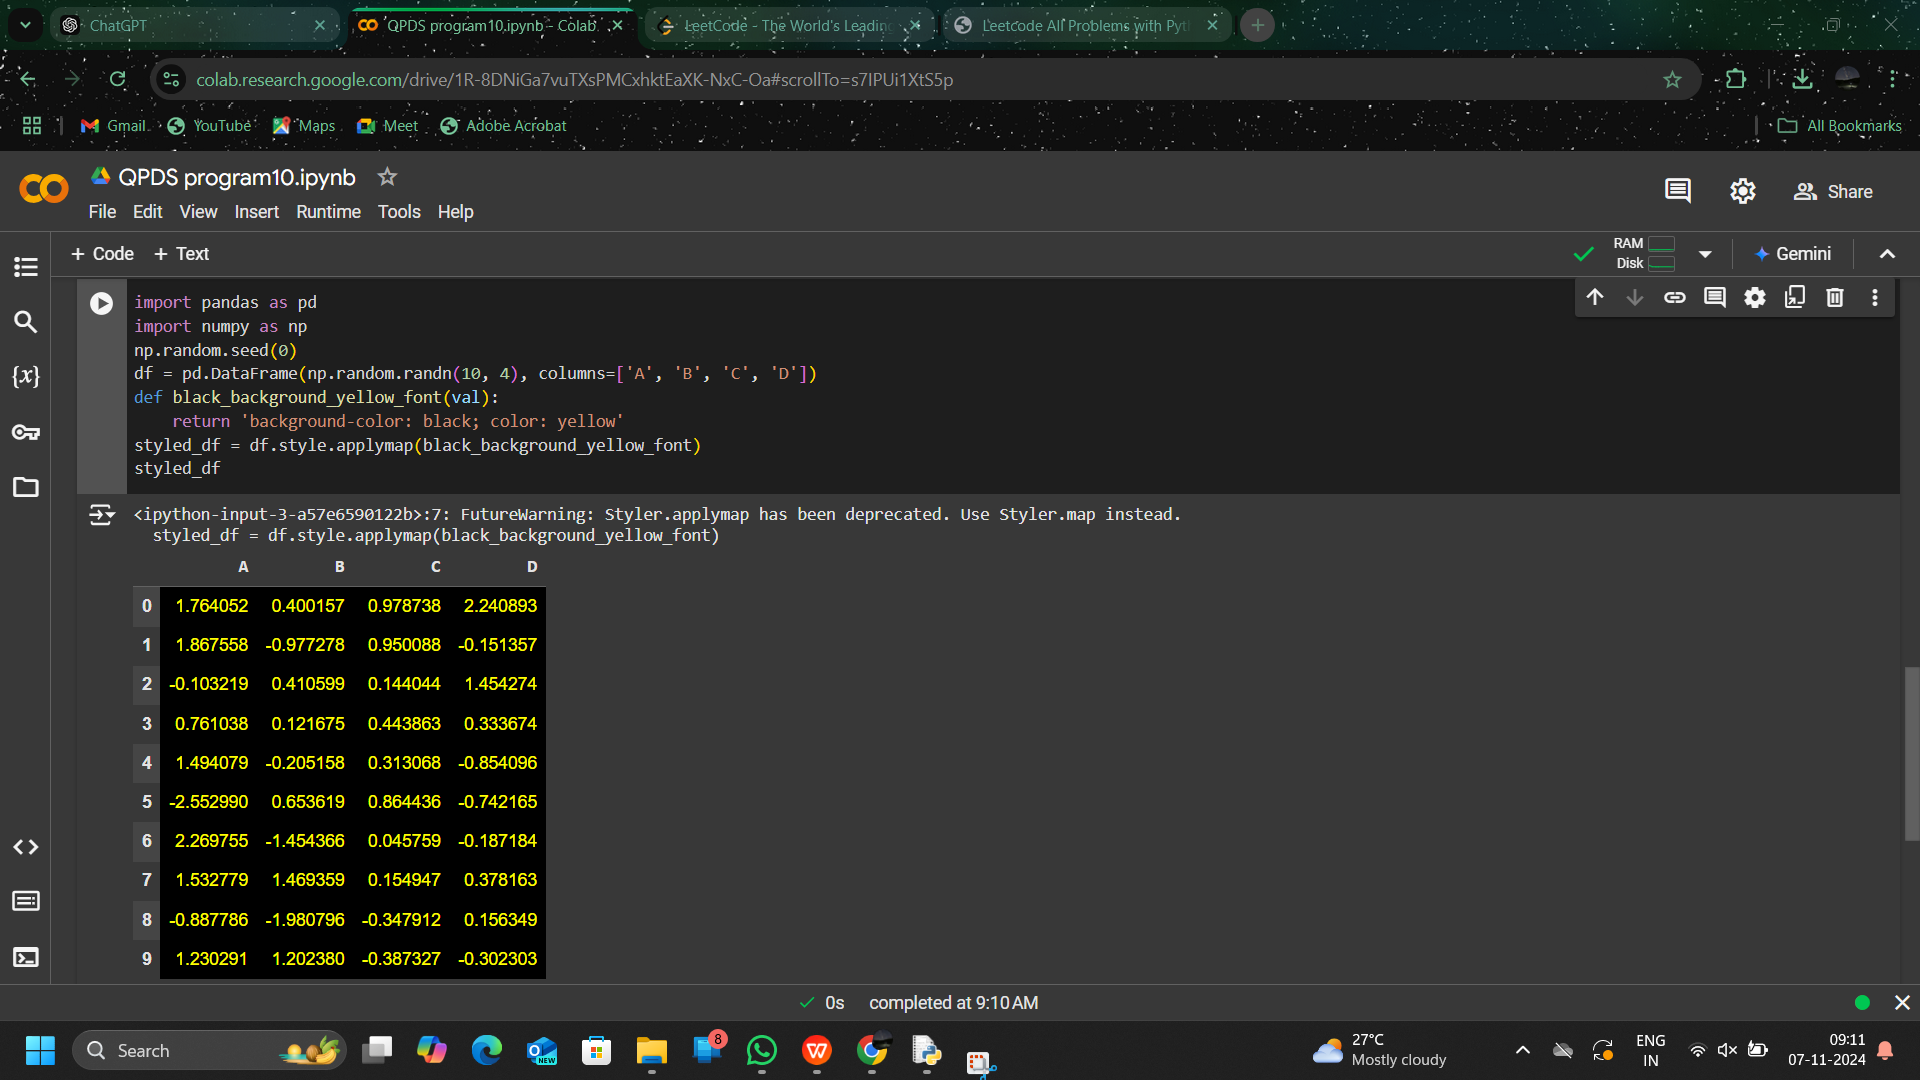 ChatGPT
QPDS program10.ipynb - Colab
LeetCode - The World's Leading
Leetcode All Problems with Pyt
colab.research.google.com/drive/1R-8DNiGa7vuTXsPMCxhktEaXK-NxC-Oa#scrollTo=s7IPUi1XtS5p
Gmail YouTube Maps Meet Adobe Acrobat All Bookmarks
QPDS program10.ipynb
File Edit View Insert Runtime Tools Help
Share
+ Code + Text
RAM
Disk
Gemini
import pandas as pd
import numpy as np
np.random.seed(0)
df = pd.DataFrame(np.random.randn(10, 4), columns=['A', 'B', 'C', 'D'])
def black_background_yellow_font(val):
    return 'background-color: black; color: yellow'
styled_df = df.style.applymap(black_background_yellow_font)
styled_df
<ipython-input-3-a57e6590122b>:7: FutureWarning: Styler.applymap has been deprecated. Use Styler.map instead.
  styled_df = df.style.applymap(black_background_yellow_font)
A B C D
0 1.764052 0.400157 0.978738 2.240893
1 1.867558 -0.977278 0.950088 -0.151357
2 -0.103219 0.410599 0.144044 1.454274
3 0.761038 0.121675 0.443863 0.333674
4 1.494079 -0.205158 0.313068 -0.854096
5 -2.552990 0.653619 0.864436 -0.742165
6 2.269755 -1.454366 0.045759 -0.187184
7 1.532779 1.469359 0.154947 0.378163
8 -0.887786 -1.980796 -0.347912 0.156349
9 1.230291 1.202380 -0.387327 -0.302303
0s completed at 9:10 AM
Search
NEW
8
27°C
Mostly cloudy
ENG
IN
09:11
07-11-2024